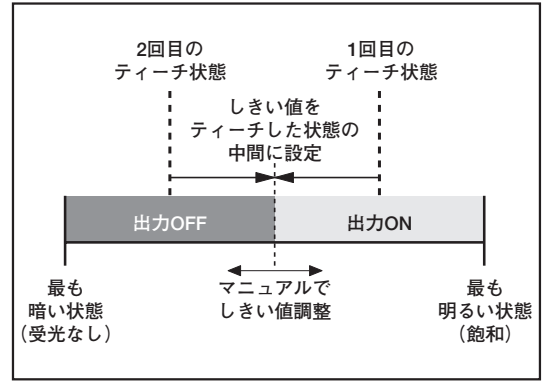 2回目の
ティーチ状態
1回目の
ティーチ状態
しきい値を
ティーチした状態の
中間に設定
出力OFF
出力ON
最も
暗い状態
（受光なし）
マニュアルで
しきい値調整
最も
明るい状態
（飽和）